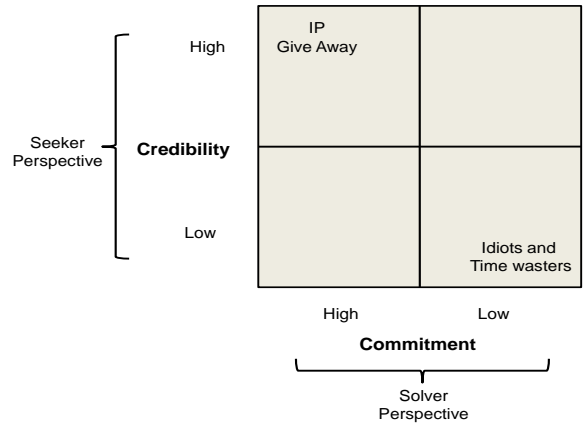 IP
Give Away
High
Seeker
Perspective
Credibility
Low
Idiots and
Time wasters
High
Low
Commitment
Solver
Perspective